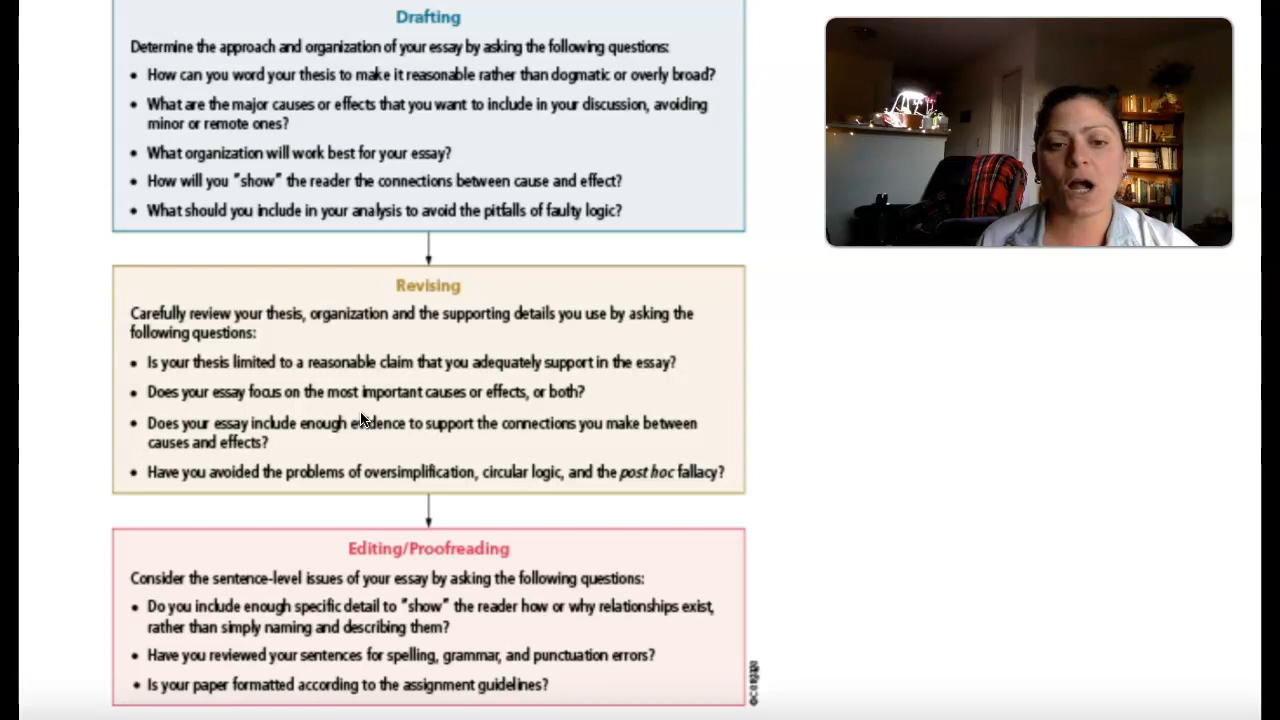 Drafting
Determine the approach and organization of your essay by asking the following questions:
• How can you word your thesis to make it reasonable rather than dogmatic or overly broad?
• What are the major causes or effects that you want to include in your discussion, avoiding
minor or remote ones?
• What organization will work best for your essay?
• How will you "show" the reader the connections between cause and effect?
• What should you include in your analysis to avoid the pitfalls of faulty logic?
Revising
Carefully review your thesis, organization and the supporting details you use by asking the
following questions:
• Is your thesis limited to a reasonable claim that you adequately support in the essay?
• Does your essay focus on the most important causes or effects, or both?
• Does your essay include enough evidence to support the connections you make between
causes and effects?
• Have you avoided the problems of oversimplification, circular logic, and the post hoc fallacy?
Editing/Proofreading
Consider the sentence-level issues of your essay by asking the following questions:
• Do you include enough specific detail to "show" the reader how or why relationships exist,
rather than simply naming and describing them?
• Have you reviewed your sentences for spelling, grammar, and punctuation errors?
• Is your paper formatted according to the assignment guidelines?